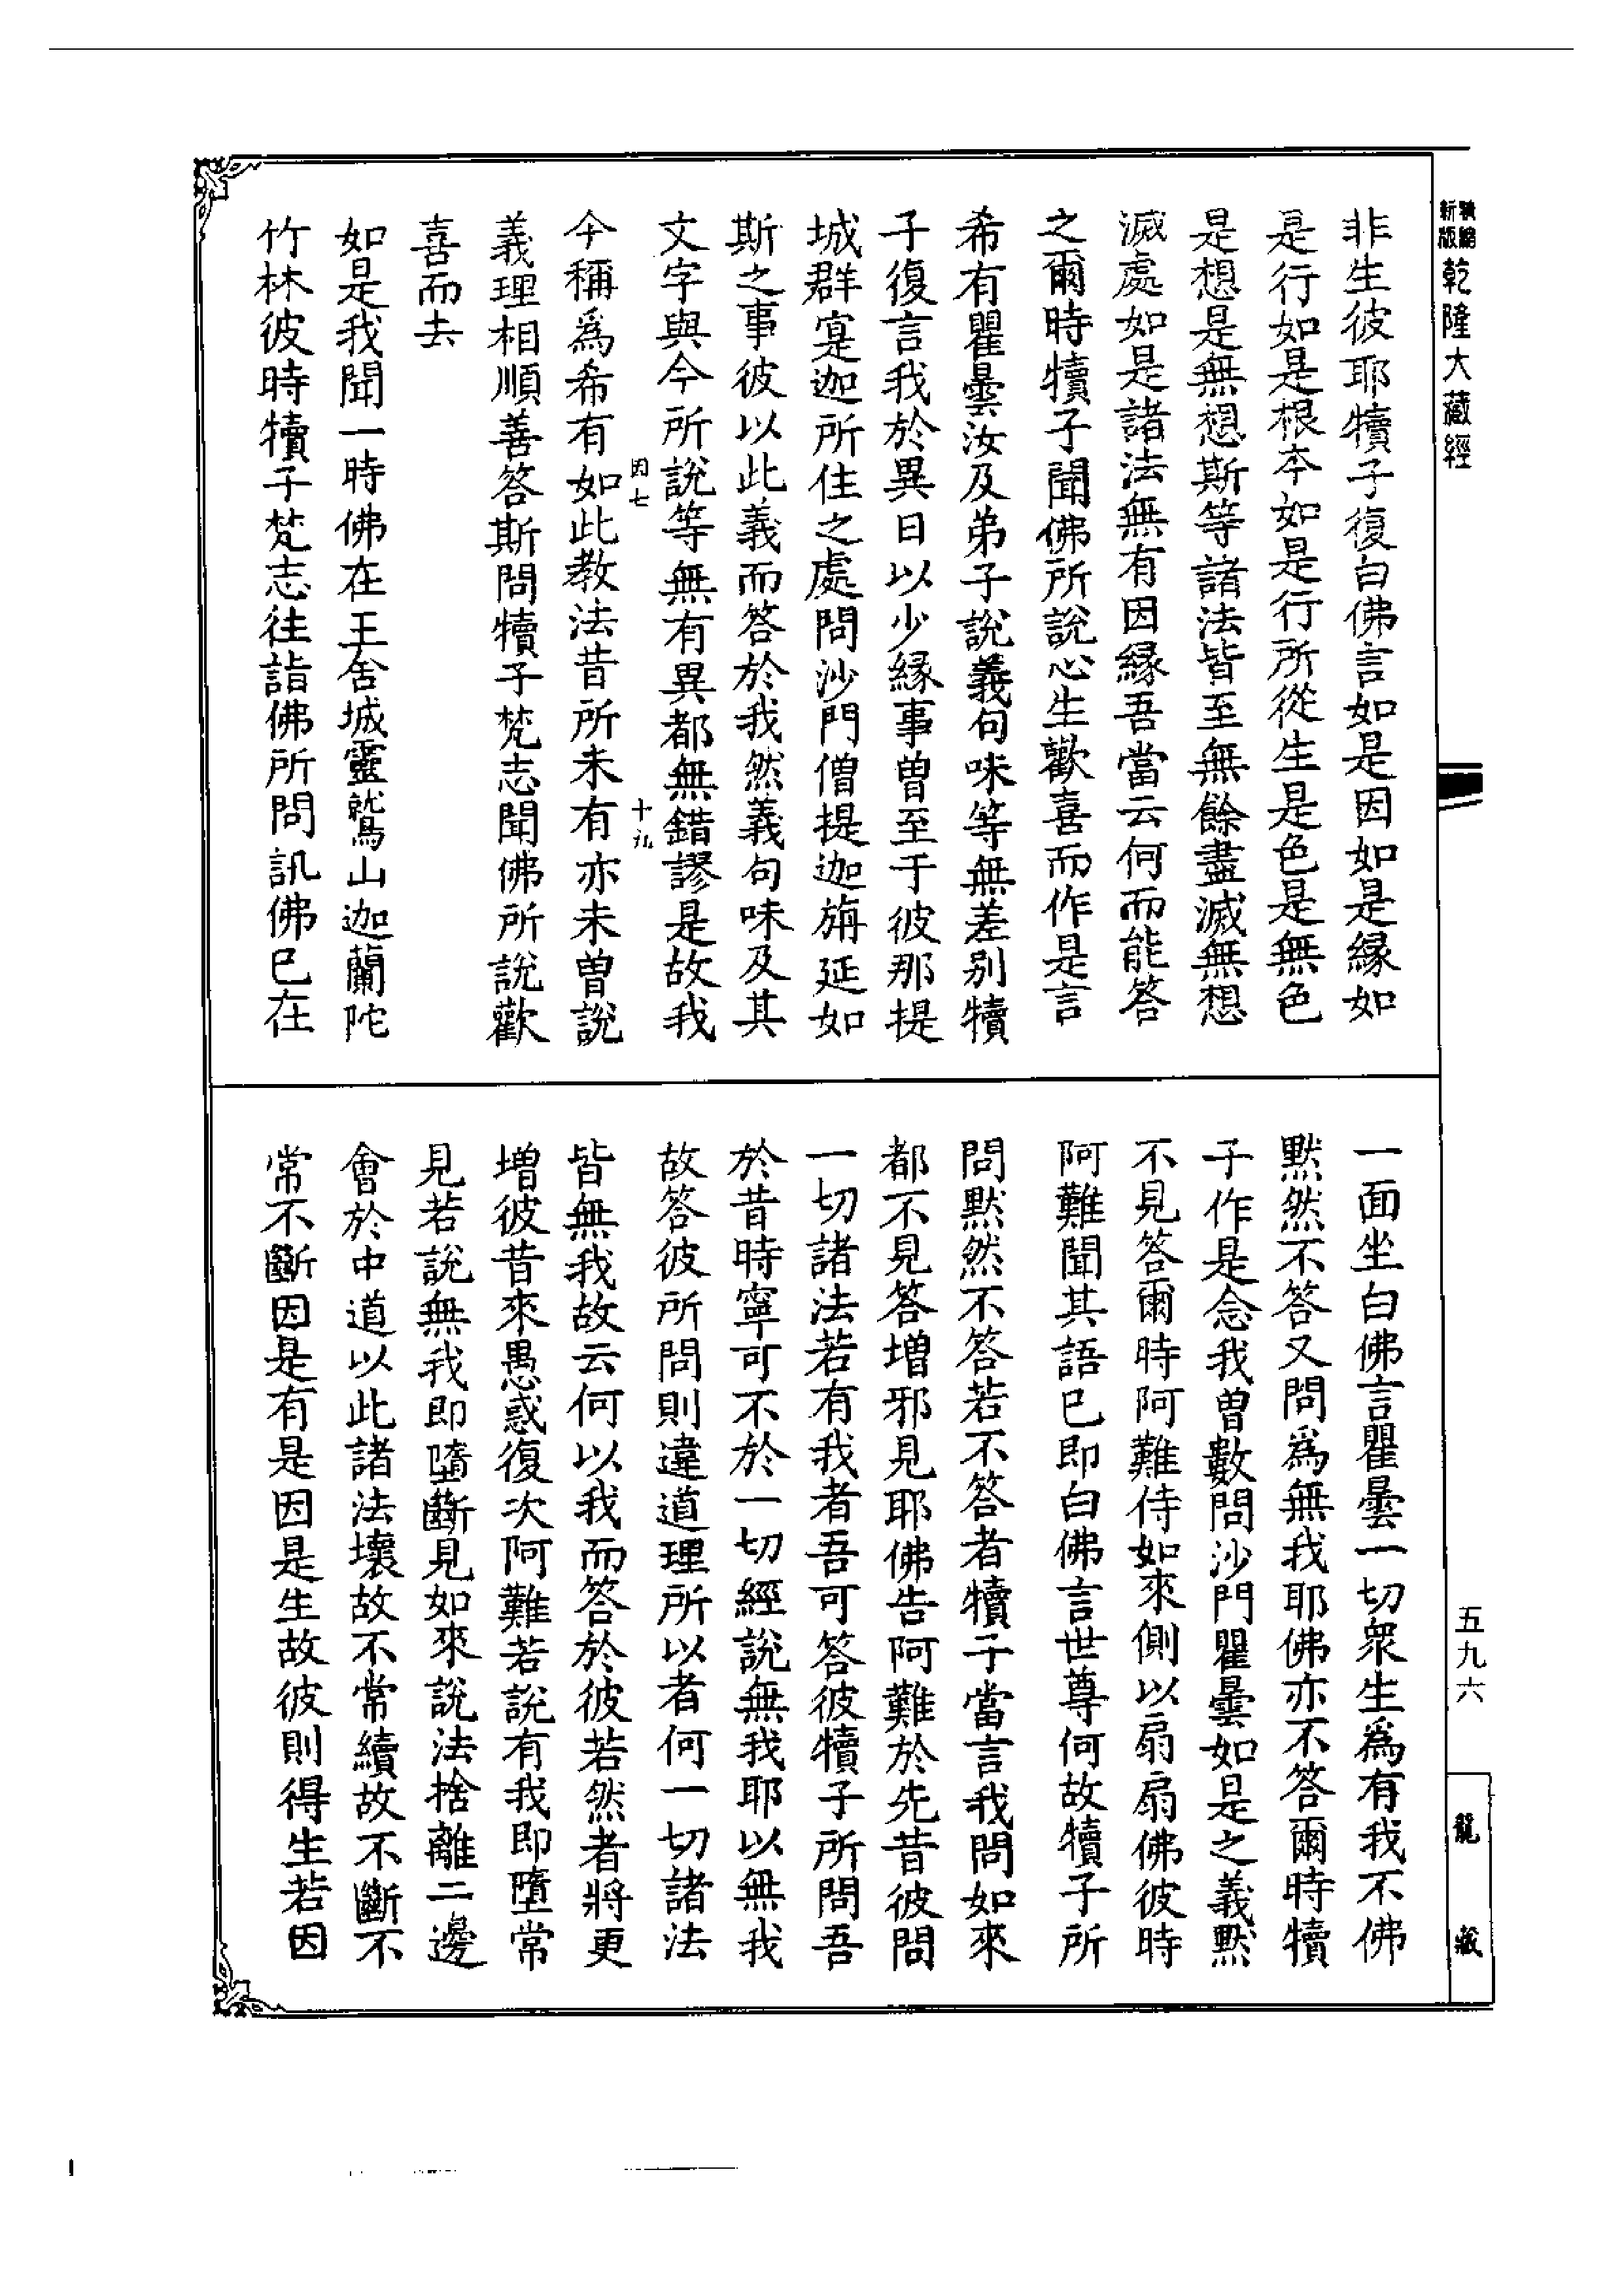 精縮新版乾隆大藏經
非生彼耶犢子復白佛言如是因如是緣如
是行如是根本如是行所從生是色是無色
是想是無想斯等諸法皆至無餘盡滅無想
滅處如是諸法無有因緣吾當云何而能答
之爾時犢子聞佛所說心生歡喜而作是言
希有瞿曇汝及弟子說義句味等無差別犢
子復言我於異日以少緣事曾至于彼那提
城群寔迦所住之處問沙門僧提迦旃延如
斯之事彼以此義而答於我然義句味及其
文字與今所說等無有異都無錯謬是故我
因七
十九
今稱為希有如此教法昔所未有亦未曾說
義理相順善答斯問犢子梵志聞佛所說歡
喜而去
如是我聞一時佛在王舍城靈鷲山迦蘭陀
竹林彼時犢子梵志往詣佛所問訊佛已在
一面坐白佛言瞿曇一切眾生為有我不佛
默然不答又問為無我耶佛亦不答爾時犢
子作是念我曾數問沙門瞿曇如是之義默
不見答爾時阿難侍如來側以扇扇佛彼時
阿難聞其語已即白佛言世尊何故犢子所
問默然不答若不答者犢子當言我問如來
都不見答增邪見耶佛告阿難於先昔彼問
一切諸法若有我者吾可答彼犢子所問吾
於昔時寧可不於一切經說無我耶以無我
故答彼所問則違道理所以者何一切諸法
皆無我故云何以我而答於彼若然者將更
增彼昔來愚惑復次阿難若說有我即墮常
見若說無我即墮斷見如來說法捨離二邊
會於中道以此諸法壞故不常續故不斷不
常不斷因是有是因是生故彼則得生若因
五九六
龍藏